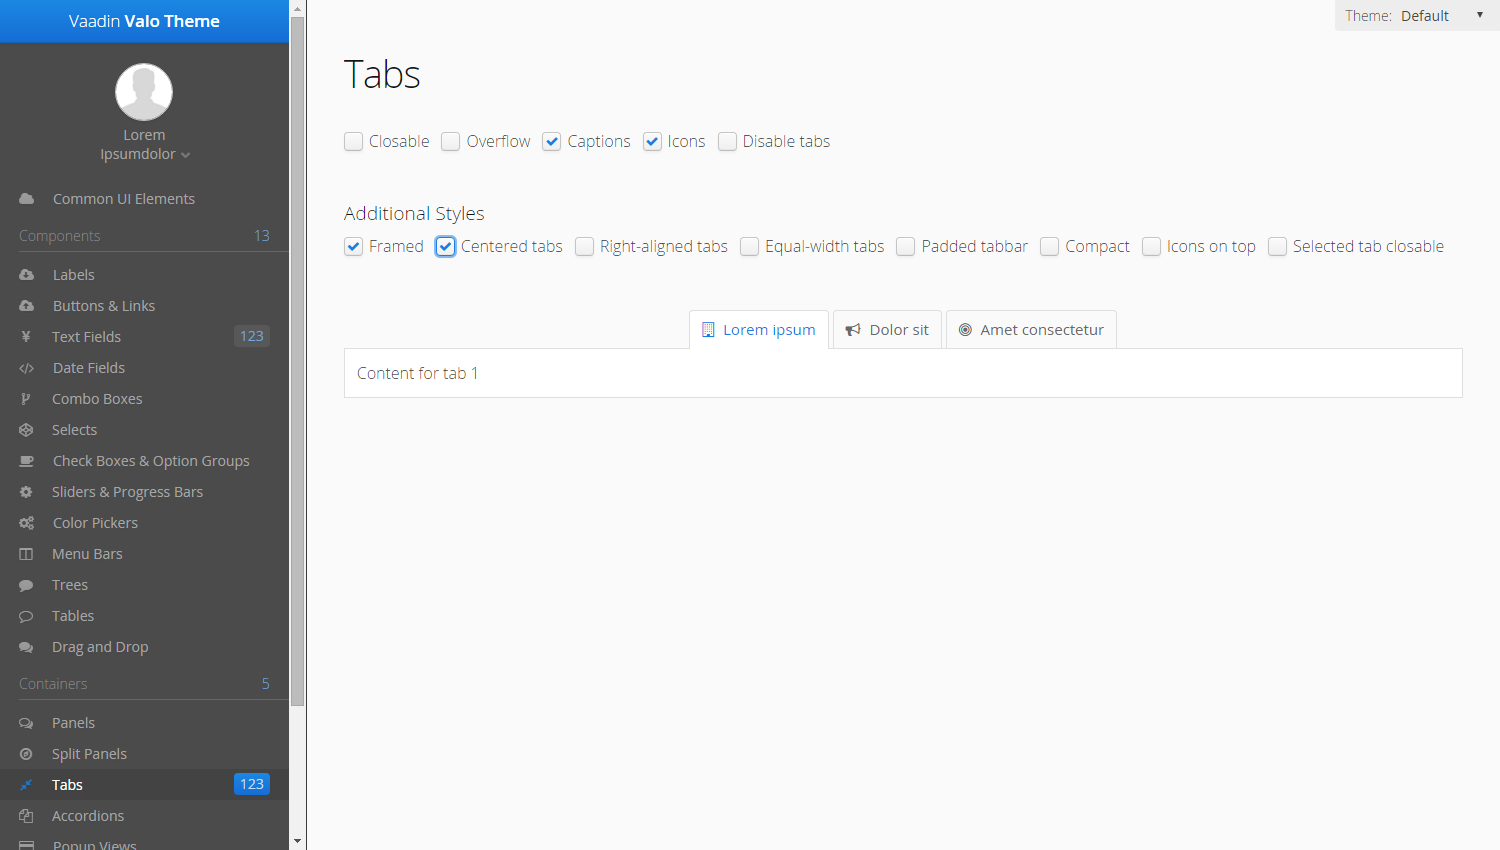 Vaadin Valo Theme
Lorem
Ipsumdolor
Common UI Elements
Components 13
Labels
Buttons & Links
Text Fields 123
Date Fields
Combo Boxes
Selects
Check Boxes & Option Groups
Sliders & Progress Bars
Color Pickers
Menu Bars
Trees
Tables
Drag and Drop
Containers 5
Panels
Split Panels
Tabs 123
Accordions
Popup Views
Theme: Default
Tabs
Closable Overflow Captions Icons Disable tabs
Additional Styles
Framed Centered tabs Right-aligned tabs Equal-width tabs Padded tabbar Compact Icons on top Selected tab closable
Lorem ipsum Dolor sit Amet consectetur
Content for tab 1